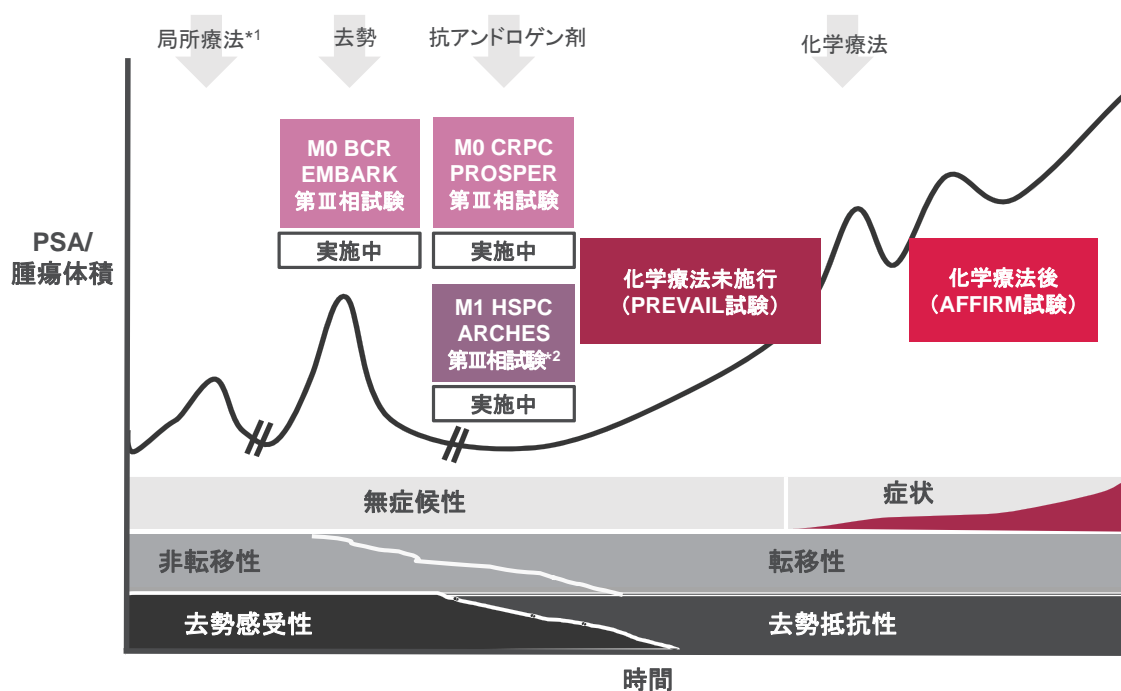 局所療法*1
去勢
抗アンドロゲン剤
化学療法
M0 BCR
EMBARK
第Ⅲ相試験
実施中
M0 CRPC
PROSPER
第Ⅲ相試験
実施中
PSA/
腫瘍体積
化学療法未施行
（PREVAIL試験）
化学療法後
（AFFIRM試験）
M1 HSPC
ARCHES
第Ⅲ相試験*2
実施中
無症候性
症状
非転移性
転移性
去勢感受性
去勢抵抗性
時間